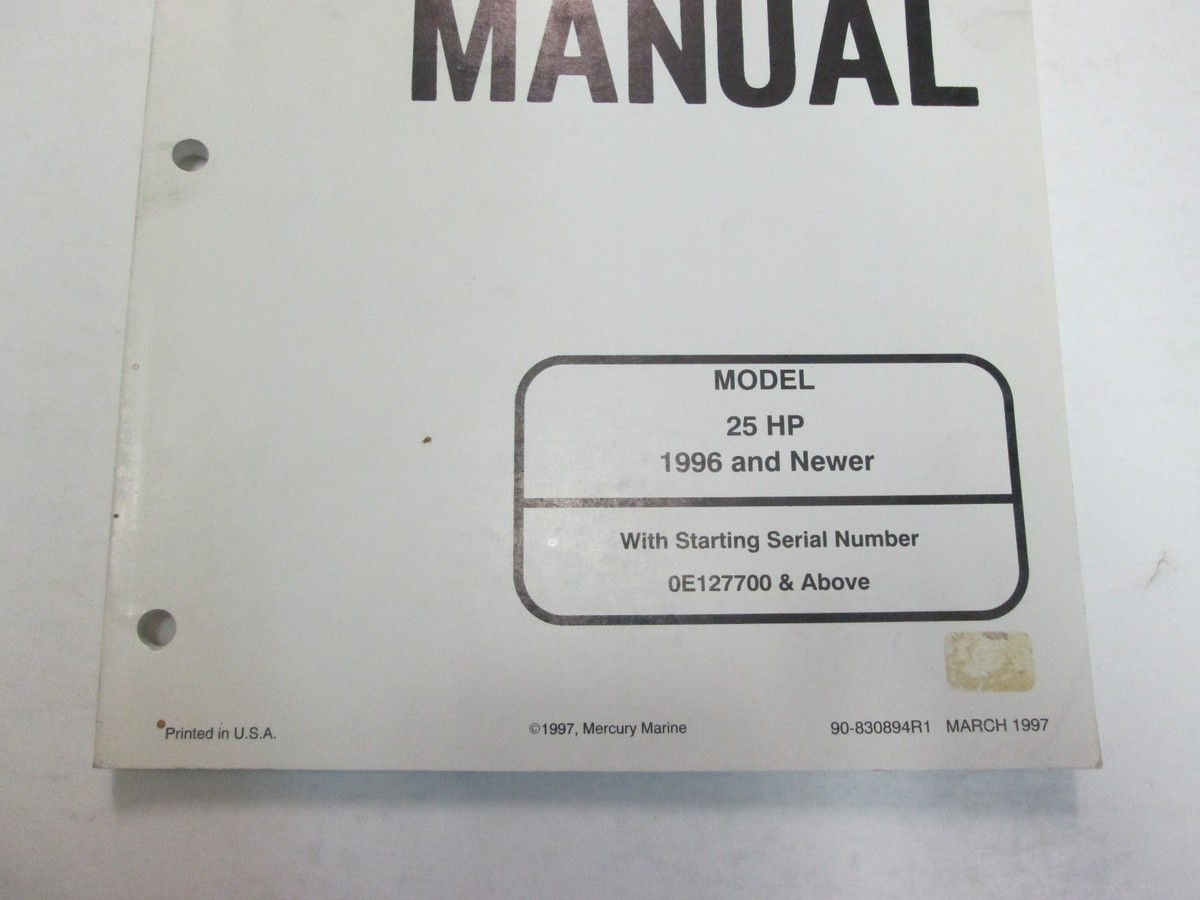 MANUAL
MODEL
25 HP
1996 and Newer
With Starting Serial Number
0E127700 & Above
Printed in U.S.A. ©1997, Mercury Marine 90-830894R1 MARCH 1997